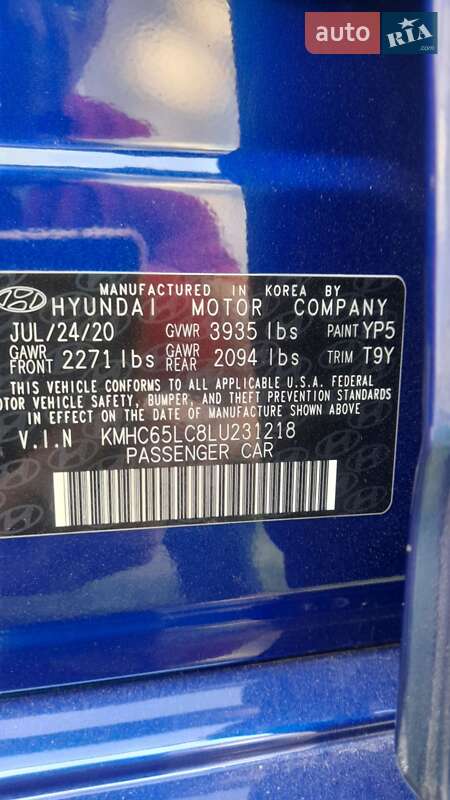 auto RIA.com
MANUFACTURED IN KOREA BY
HYUNDAI MOTOR COMPANY
JUL/24/20 GVWR 3935 lbs PAINT YP5
GAWR FRONT 2271 lbs GAWR REAR 2094 lbs TRIM T9Y
THIS VEHICLE CONFORMS TO ALL APPLICABLE U.S.A. FEDERAL
MOTOR VEHICLE SAFETY, BUMPER, AND THEFT PREVENTION STANDARDS
IN EFFECT ON THE DATE OF MANUFACTURE SHOWN ABOVE
V.I.N KMHC65LC8LU231218
PASSENGER CAR